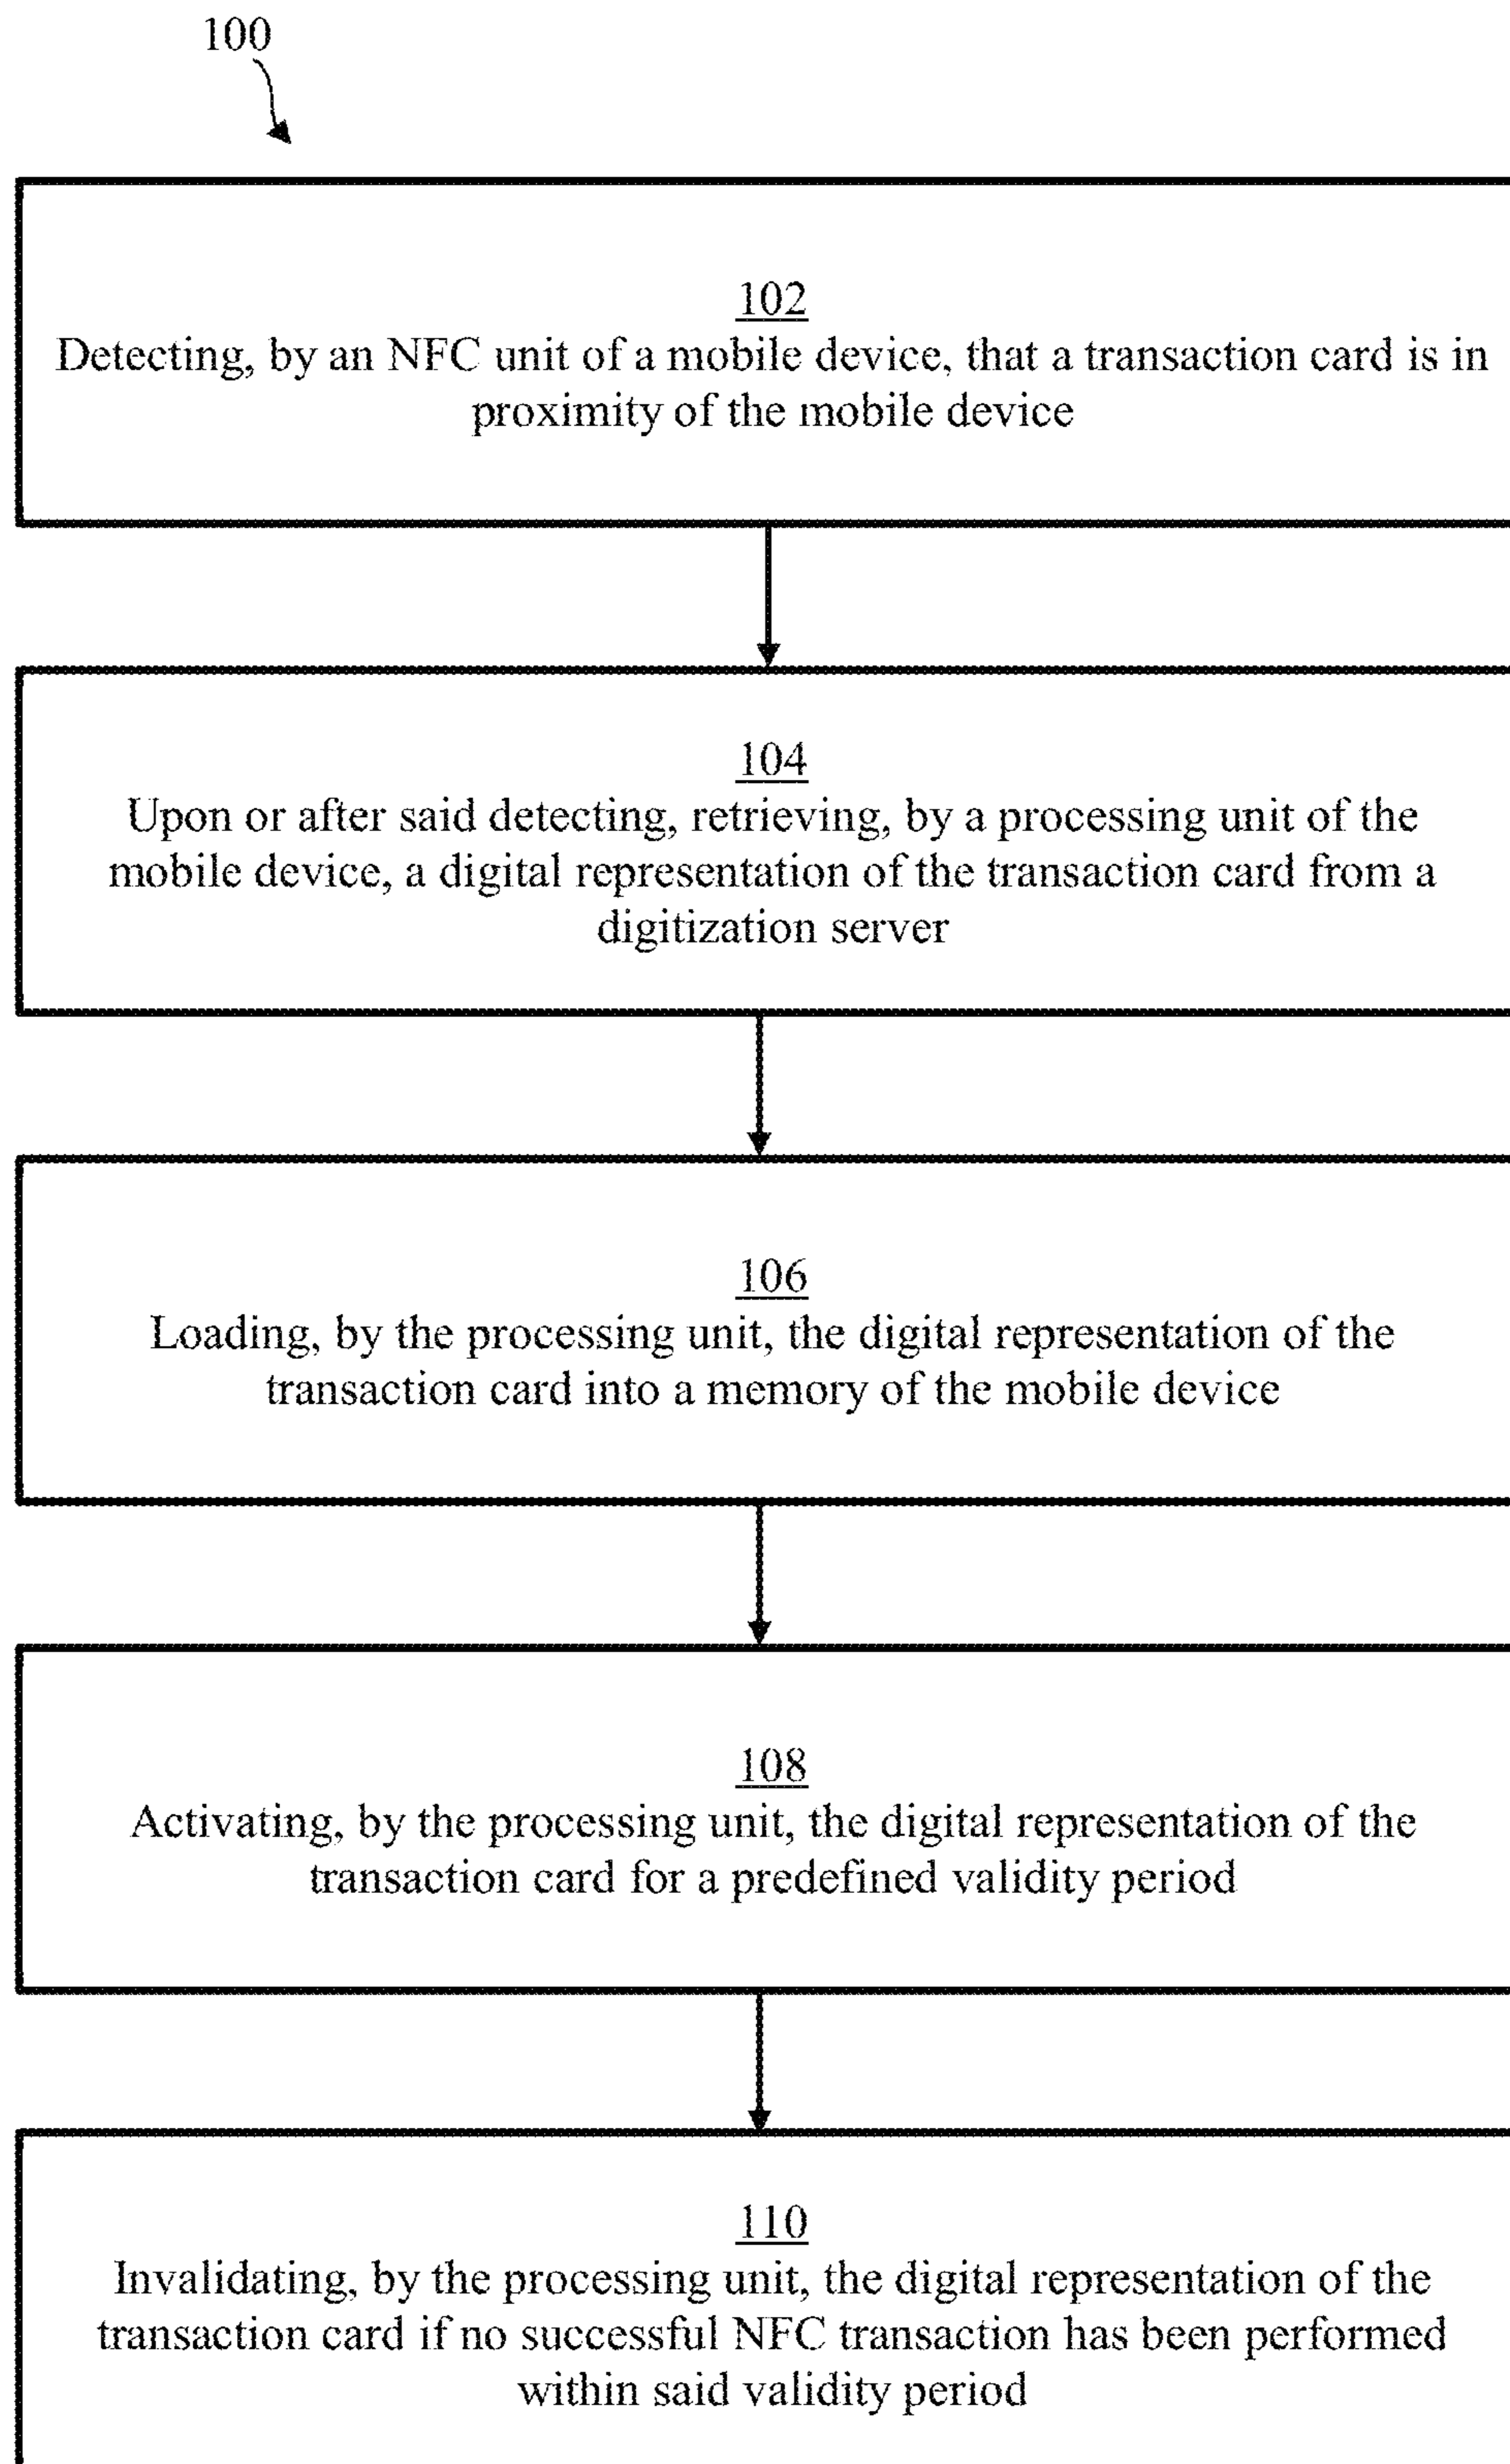 100
102
Detecting, by an NFC unit of a mobile device, that a transaction card is in
proximity of the mobile device
104
Upon or after said detecting, retrieving, by a processing unit of the
mobile device, a digital representation of the transaction card from a
digitization server
106
Loading, by the processing unit, the digital representation of the
transaction card into a memory of the mobile device
108
Activating, by the processing unit, the digital representation of the
transaction card for a predefined validity period
110
Invalidating, by the processing unit, the digital representation of the
transaction card if no successful NFC transaction has been performed
within said validity period